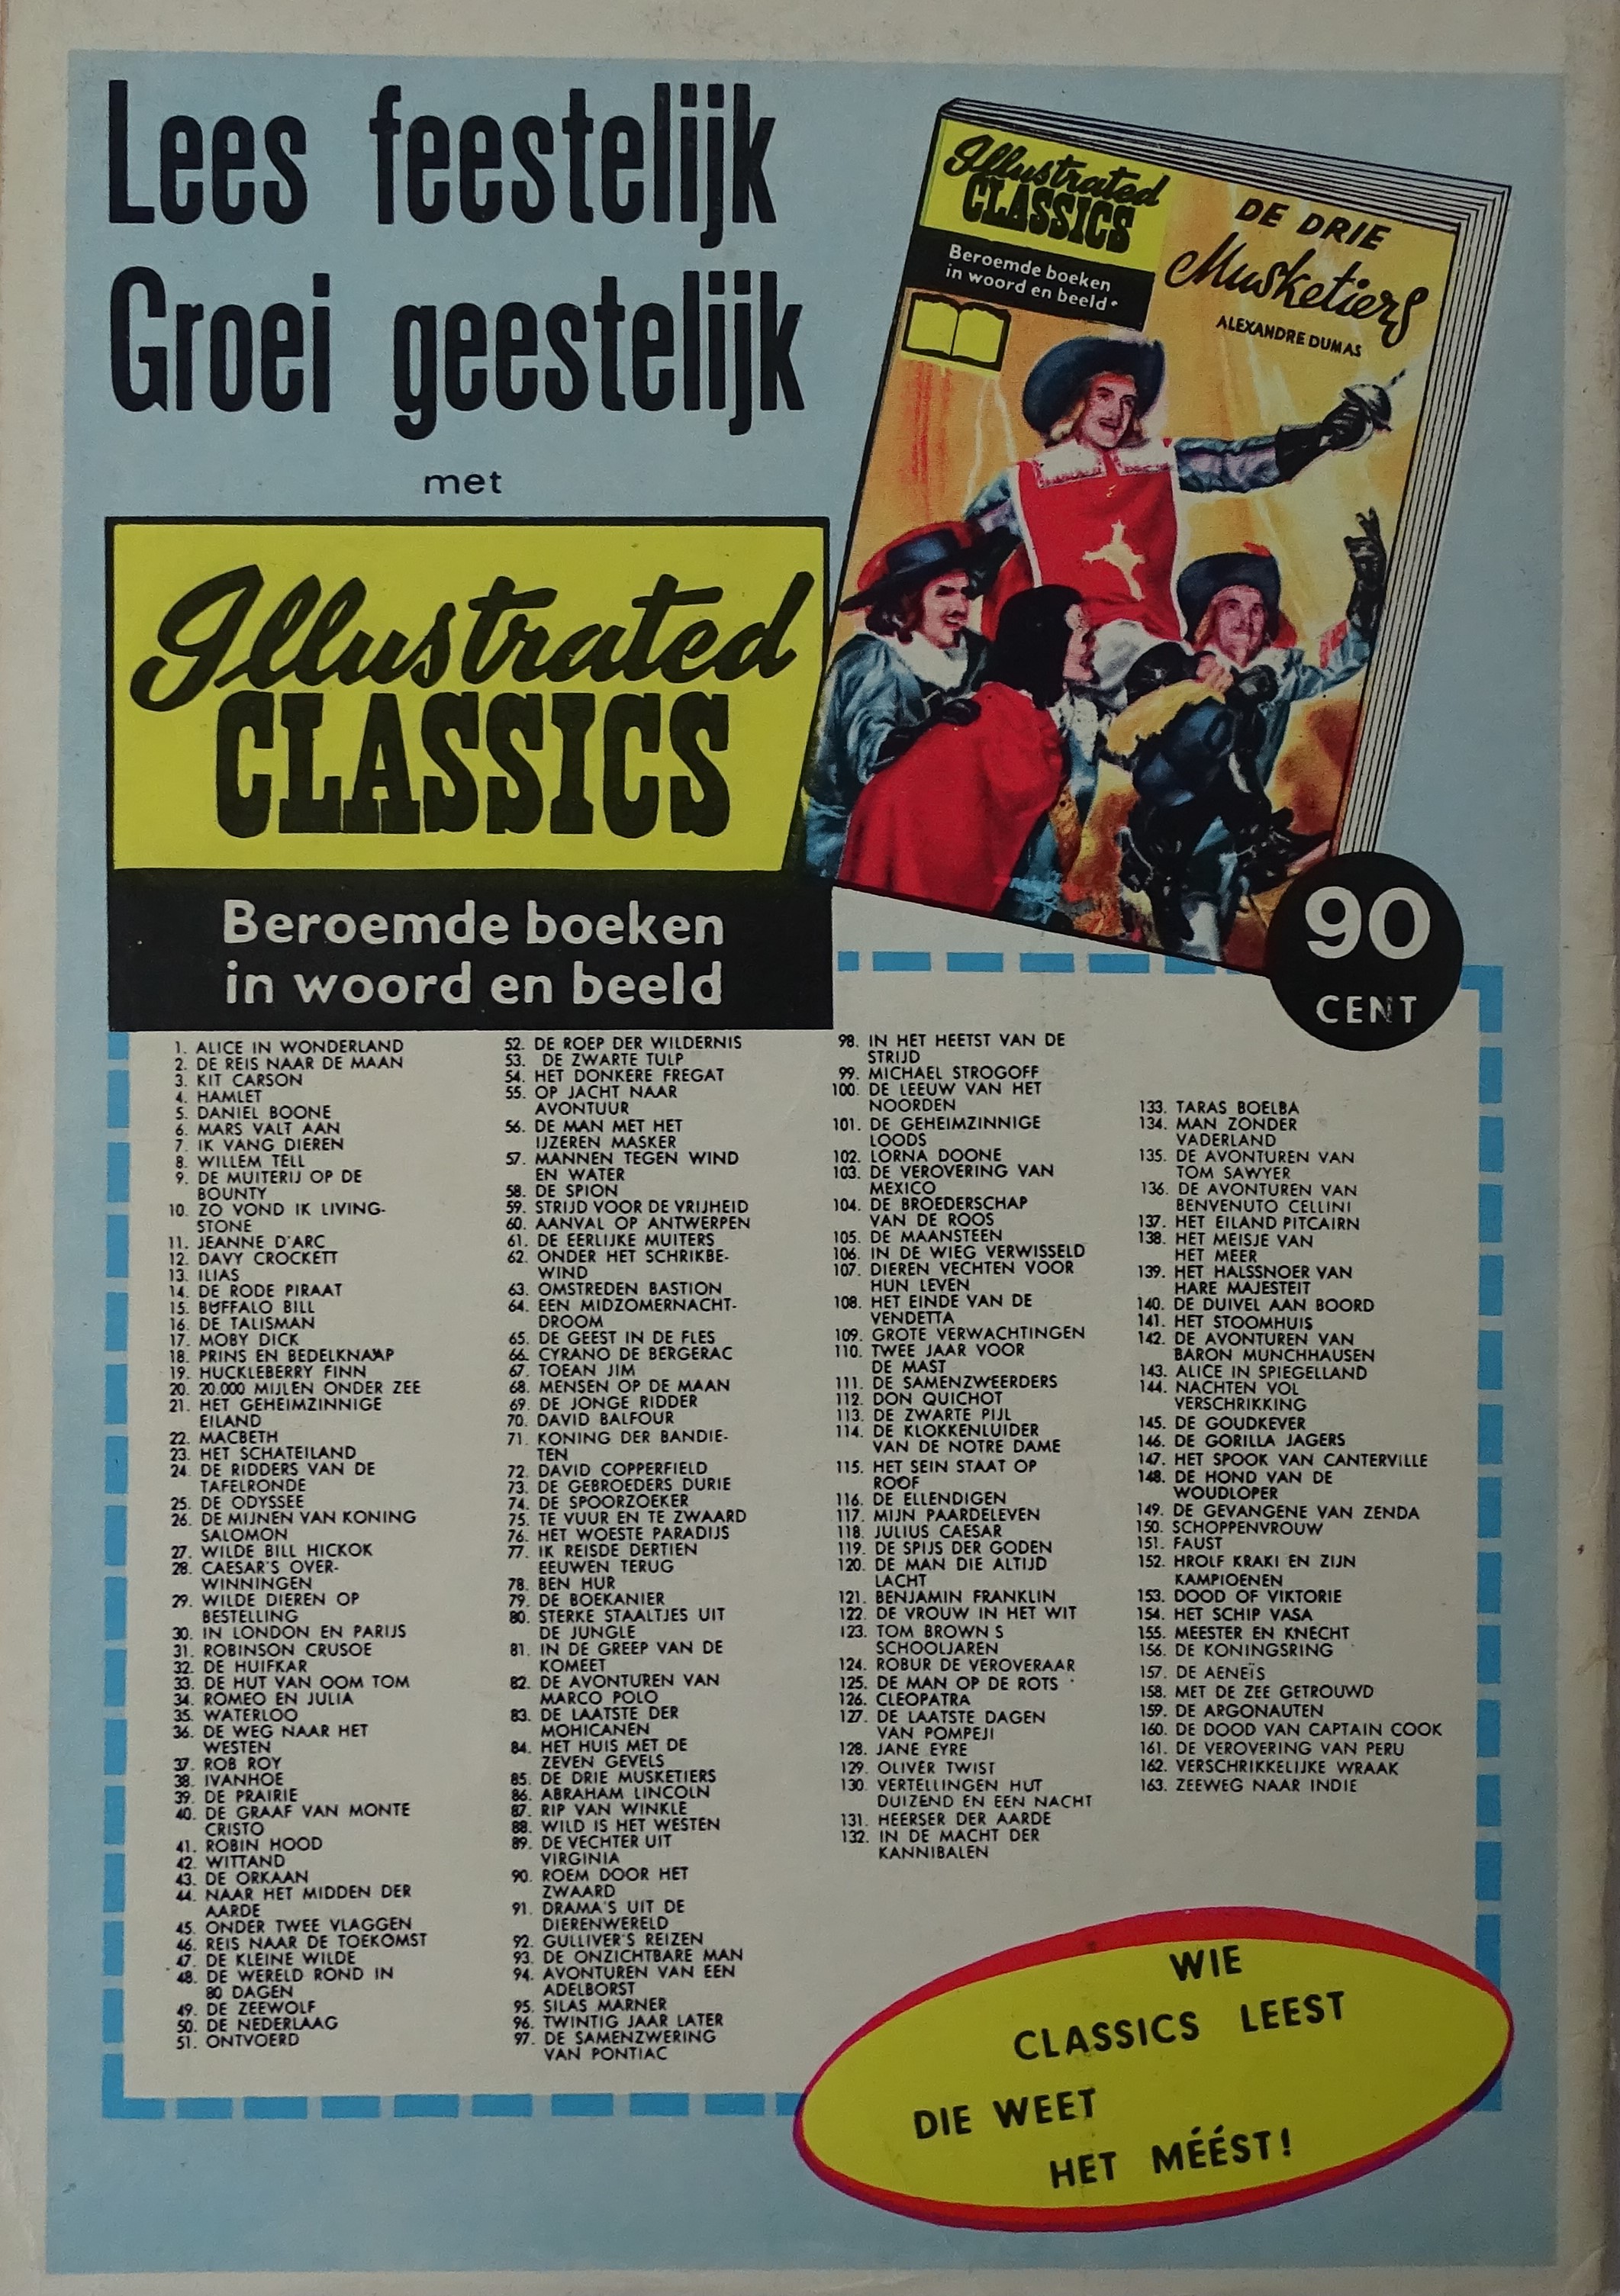 Lees feestelijk
Groei geestelijk
met
Illustrated
CLASSICS
Beroemde boeken
in woord en beeld
Illustrated
CLASSICS
Beroemde boeken
in woord en beeld
DE DRIE
Musketiers
ALEXANDRE DUMAS
90
CENT
1. ALICE IN WONDERLAND
2. DE REIS NAAR DE MAAN
3. KIT CARSON
4. HAMLET
5. DANIEL BOONE
6. MARS VALT AAN
7. IK VANG DIEREN
8. WILLEM TELL
9. DE MUITERIJ OP DE
BOUNTY
10. ZO VOND IK LIVING-
STONE
11. JEANNE D'ARC
12. DAVY CROCKETT
13. ILIAS
14. DE RODE PIRAAT
15. BUFFALO BILL
16. DE TALISMAN
17. MOBY DICK
18. PRINS EN BEDELKNAAP
19. HUCKLEBERRY FINN
20. 20.000 MIJLEN ONDER ZEE
21. HET GEHEIMZINNIGE
EILAND
22. MACBETH
23. HET SCHATEILAND
24. DE RIDDERS VAN DE
TAFELRONDE
25. DE ODYSSEE
26. DE MIJNEN VAN KONING
SALOMON
27. WILDE BILL HICKOK
28. CAESAR'S OVER-
WINNINGEN
29. WILDE DIEREN OP
BESTELLING
30. IN LONDON EN PARIJS
31. ROBINSON CRUSOE
32. DE HUIFKAR
33. DE HUT VAN OOM TOM
34. ROMEO EN JULIA
35. WATERLOO
36. DE WEG NAAR HET
WESTEN
37. ROB ROY
38. IVANHOE
39. DE PRAIRIE
40. DE GRAAF VAN MONTE
CRISTO
41. ROBIN HOOD
42. WITTAND
43. DE ORKAAN
44. NAAR HET MIDDEN DER
AARDE
45. ONDER TWEE VLAGGEN
46. REIS NAAR DE TOEKOMST
47. DE KLEINE WILDE
48. DE WERELD ROND IN
80 DAGEN
49. DE ZEEWOLF
50. DE NEDERLAAG
51. ONTVOERD
52. DE ROEP DER WILDERNIS
53. DE ZWARTE TULP
54. HET DONKERE FREGAT
55. OP JACHT NAAR
AVONTUUR
56. DE MAN MET HET
IJZEREN MASKER
57. MANNEN TEGEN WIND
EN WATER
58. DE SPION
59. STRIJD VOOR DE VRIJHEID
60. AANVAL OP ANTWERPEN
61. DE EERLIJKE MUITERS
62. ONDER HET SCHRIKBE-
WIND
63. OMSTREDEN BASTION
64. EEN MIDZOMERNACHT-
DROOM
65. DE GEEST IN DE FLES
66. CYRANO DE BERGERAC
67. TOEAN JIM
68. MENSEN OP DE MAAN
69. DE JONGE RIDDER
70. DAVID BALFOUR
71. KONING DER BANDIE-
TEN
72. DAVID COPPERFIELD
73. DE GEBROEDERS DURIE
74. DE SPOORZOEKER
75. TE VUUR EN TE ZWAARD
76. HET WOESTE PARADIJS
77. IK REISDE DERTIEN
EEUWEN TERUG
78. BEN HUR
79. DE BOEKANIER
80. STERKE STAALTJES UIT
DE JUNGLE
81. IN DE GREEP VAN DE
KOMEET
82. DE AVONTUREN VAN
MARCO POLO
83. DE LAATSTE DER
MOHICANEN
84. HET HUIS MET DE
ZEVEN GEVELS
85. DE DRIE MUSKETIERS
86. ABRAHAM LINCOLN
87. RIP VAN WINKLE
88. WILD IS HET WESTEN
89. DE VECHTER UIT
VIRGINIA
90. ROEM DOOR HET
ZWAARD
91. DRAMA'S UIT DE
DIERENWERELD
92. GULLIVER'S REIZEN
93. DE ONZICHTBARE MAN
94. AVONTUREN VAN EEN
ADELBORST
95. SILAS MARNER
96. TWINTIG JAAR LATER
97. DE SAMENZWERING
VAN PONTIAC
98. IN HET HEETST VAN DE
STRIJD
99. MICHAEL STROGOFF
100. DE LEEUW VAN HET
NOORDEN
101. DE GEHEIMZINNIGE
LOODS
102. LORNA DOONE
103. DE VEROVERING VAN
MEXICO
104. DE BROEDERSCHAP
VAN DE ROOS
105. DE MAANSTEEN
106. IN DE WIEG VERWISSELD
107. DIEREN VECHTEN VOOR
HUN LEVEN
108. HET EINDE VAN DE
VENDETTA
109. GROTE VERWACHTINGEN
110. TWEE JAAR VOOR
DE MAST
111. DE SAMENZWEERDERS
112. DON QUICHOT
113. DE ZWARTE PIJL
114. DE KLOKKENLUIDER
VAN DE NOTRE DAME
115. HET SEIN STAAT OP
ROOF
116. DE ELLENDIGEN
117. MIJN PAARDELEVEN
118. JULIUS CAESAR
119. DE SPIJS DER GODEN
120. DE MAN DIE ALTIJD
LACHT
121. BENJAMIN FRANKLIN
122. DE VROUW IN HET WIT
123. TOM BROWN S
SCHOOLJAREN
124. ROBUR DE VEROVERAAR
125. DE MAN OP DE ROTS
126. CLEOPATRA
127. DE LAATSTE DAGEN
VAN POMPEJI
128. JANE EYRE
129. OLIVER TWIST
130. VERTELLINGEN HUT
DUIZEND EN EEN NACHT
131. HEERSER DER AARDE
132. IN DE MACHT DER
KANNIBALEN
133. TARAS BOELBA
134. MAN ZONDER
VADERLAND
135. DE AVONTUREN VAN
TOM SAWYER
136. DE AVONTUREN VAN
BENVENUTO CELLINI
137. HET EILAND PITCAIRN
138. HET MEISJE VAN
HET MEER
139. HET HALSSNOER VAN
HARE MAJESTEIT
140. DE DUIVEL AAN BOORD
141. HET STOOMHUIS
142. DE AVONTUREN VAN
BARON MUNCHHAUSEN
143. ALICE IN SPIEGELLAND
144. NACHTEN VOL
VERSCHRIKKING
145. DE GOUDKEVER
146. DE GORILLA JAGERS
147. HET SPOOK VAN CANTERVILLE
148. DE HOND VAN DE
WOUDLOPER
149. DE GEVANGENE VAN ZENDA
150. SCHOPPENVROUW
151. FAUST
152. HROLF KRAKI EN ZIJN
KAMPIOENEN
153. DOOD OF VIKTORIE
154. HET SCHIP VASA
155. MEESTER EN KNECHT
156. DE KONINGSRING
157. DE AENEÏS
158. MET DE ZEE GETROUWD
159. DE ARGONAUTEN
160. DE DOOD VAN CAPTAIN COOK
161. DE VEROVERING VAN PERU
162. VERSCHRIKKELIJKE WRAAK
163. ZEEWEG NAAR INDIE
WIE
CLASSICS LEEST
DIE WEET
HET MÉÉST!